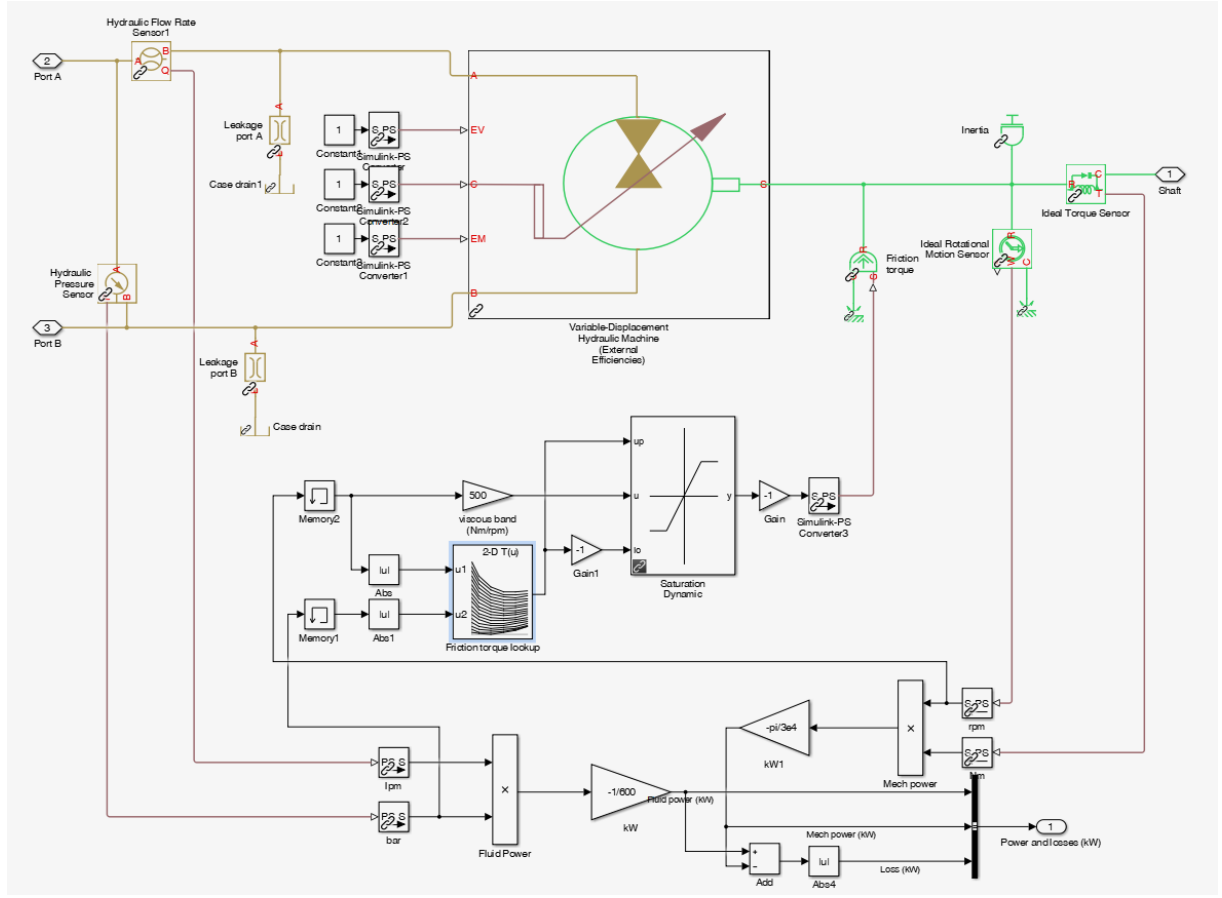 Hydraulic Flow Rate
Sensor1
2
Port A
A
B
Q
A
Leakage
port A
Case drain1
1
S PS
Constant1
Simulink-PS
Converter
1
S PS
Constant2
Simulink-PS
Converter2
1
S PS
Constant3
Simulink-PS
Converter1
A
EV
C
EM
B
S
Variable-Displacement
Hydraulic Machine
(External
Efficiencies)
Inertia
R
C
T
Ideal Torque Sensor
1
Shaft
Ideal Rotational
Motion Sensor
R
W
C
R
S
Friction
torque
Hydraulic
Pressure
Sensor
A
B
3
Port B
A
Leakage
port B
Case drain
Memory2
500
viscous band
(Nm/rpm)
|u|
Abs
Memory1
|u|
Abs1
2-D T(u)
u1
u2
Friction torque lookup
-1
Gain1
up
u
lo
y
Saturation
Dynamic
-1
Gain
S PS
Simulink-PS
Converter3
PS S
lpm
PS S
bar
×
Fluid Power
-1/600
kW
Fluid power (kW)
-pi/3e4
kW1
×
Mech power
S PS
rpm
S PS
Nm
Mech power (kW)
+
−
Add
|u|
Abs4
Loss (kW)
1
Power and losses (kW)